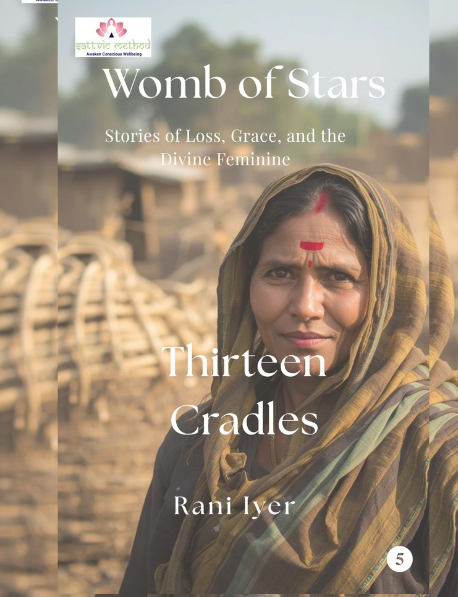 sattvic method
Awaken Conscious Wellbeing
Womb of Stars
Stories of Loss, Grace, and the
Divine Feminine
Thirteen
Cradles
Rani Iyer
5